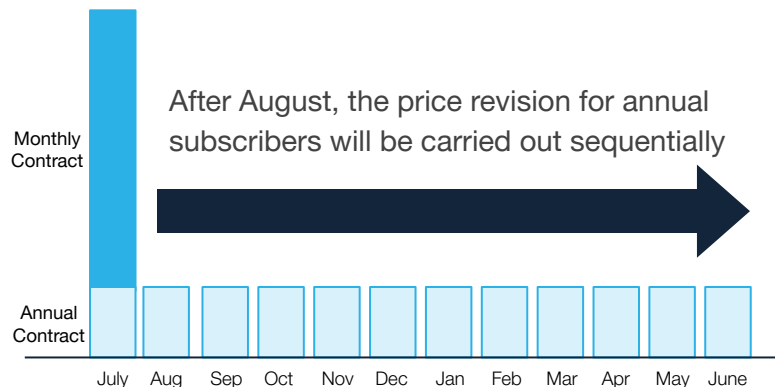 After August, the price revision for annual
subscribers will be carried out sequentially
Monthly
Contract
Annual
Contract
July Aug Sep Oct Nov Dec Jan Feb Mar Apr May June